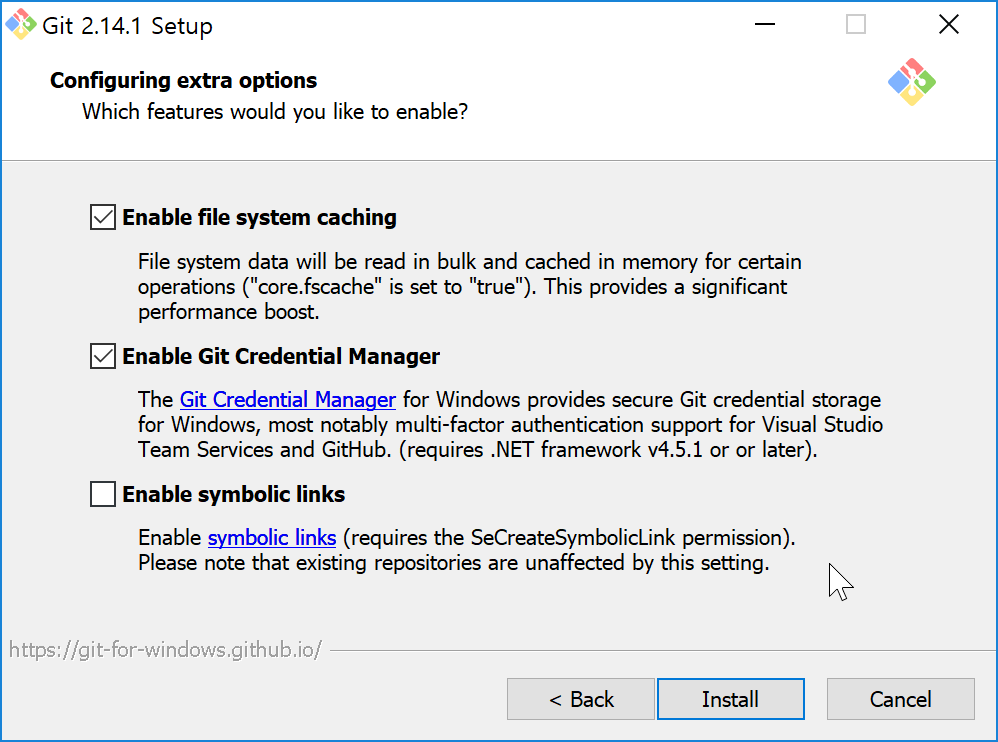 Git 2.14.1 Setup
Configuring extra options
Which features would you like to enable?
Enable file system caching
File system data will be read in bulk and cached in memory for certain
operations ("core.fscache" is set to "true"). This provides a significant
performance boost.
Enable Git Credential Manager
The Git Credential Manager for Windows provides secure Git credential storage
for Windows, most notably multi-factor authentication support for Visual Studio
Team Services and GitHub. (requires .NET framework v4.5.1 or or later).
Enable symbolic links
Enable symbolic links (requires the SeCreateSymbolicLink permission).
Please note that existing repositories are unaffected by this setting.
https://git-for-windows.github.io/
< Back Install Cancel